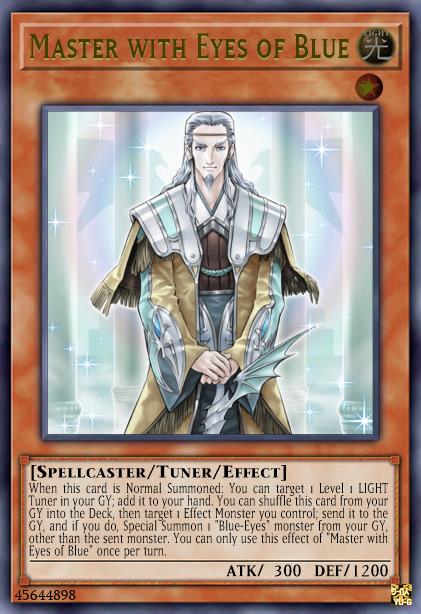 MASTER WITH EYES OF BLUE
LIGHT
光
[SPELLCASTER/TUNER/EFFECT]
When this card is Normal Summoned: You can target 1 Level 1 LIGHT
Tuner in your GY; add it to your hand. You can shuffle this card from your
GY into the Deck, then target 1 Effect Monster you control; send it to
the GY, and if you do, Special Summon 1 "Blue-Eyes" monster from your GY,
other than the sent monster. You can only use this effect of "Master with
Eyes of Blue" once per turn.
ATK/ 300 DEF/1200
45644898